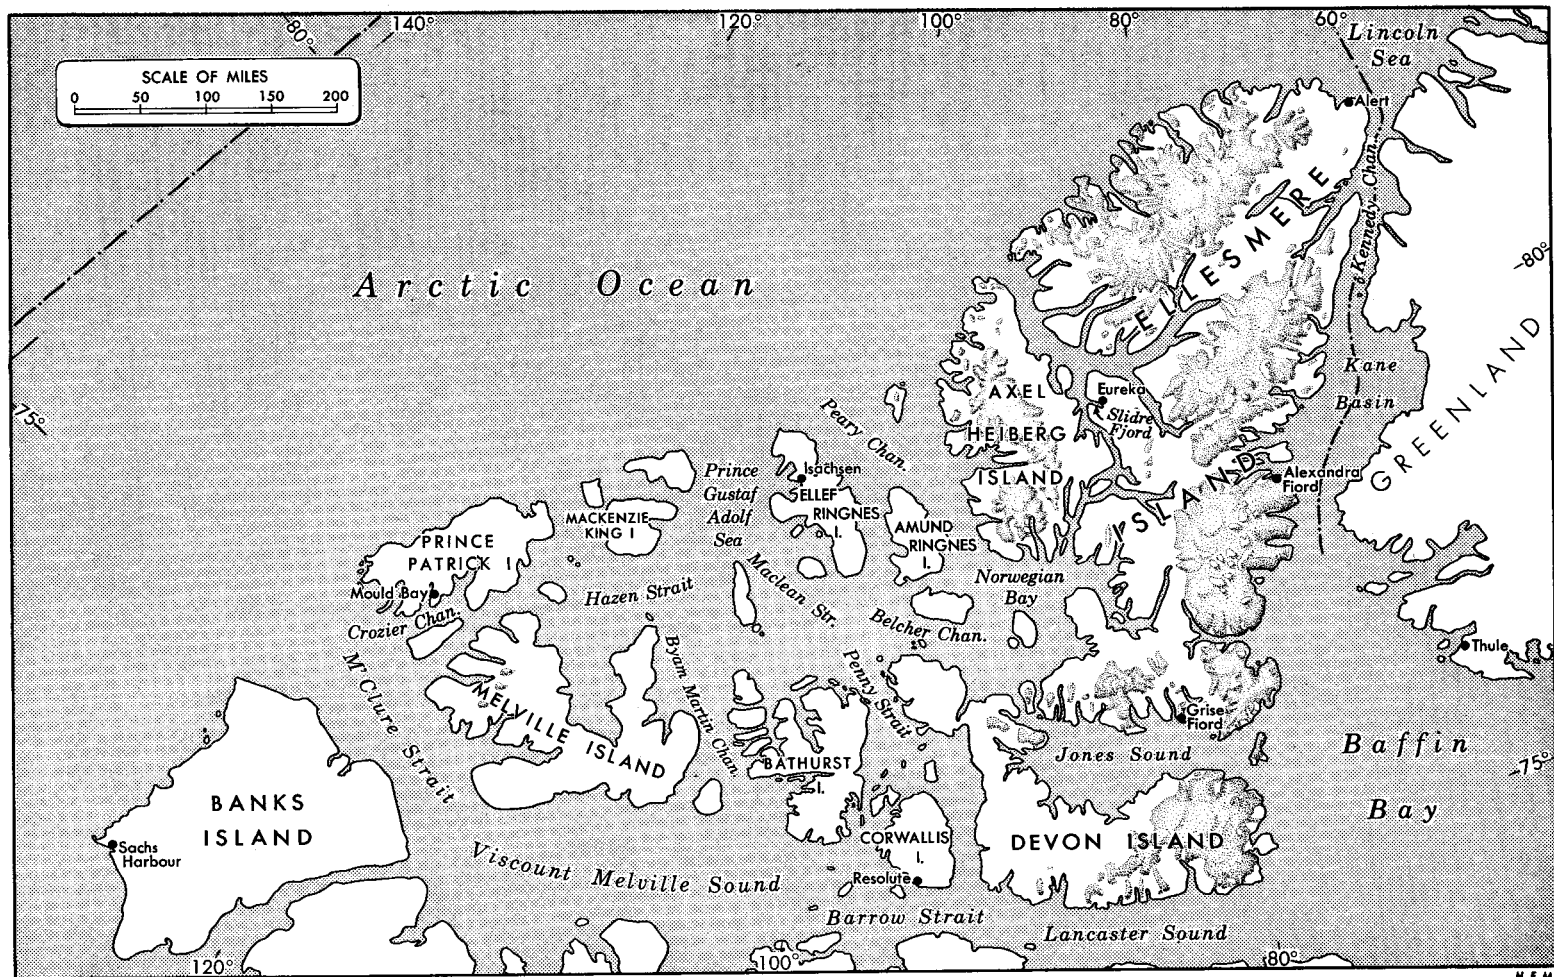 80°
140°
120°
100°
80°
60°
Lincoln
Sea
SCALE OF MILES
0 50 100 150 200
Alert
Kennedy Chan.
ELLESMERE
ISLAND
80°
Arctic Ocean
GREENLAND
Kane
Basin
75°
AXEL
HEIBERG
ISLAND
Eureka
Slidre
Fjord
Peary Chan.
Alexandra
Fiord
Prince
Gustaf
Adolf
Sea
Isachsen
ELLEF
RINGNES
I.
AMUND
RINGNES
I.
MACKENZIE
KING I
PRINCE
PATRICK I
Mould Bay
Crozier Chan.
Hazen Strait
Maclean Str.
Norwegian
Bay
Belcher Chan.
Thule
M'Clure Strait
MELVILLE ISLAND
Byam Martin Chan.
Penny Strait
BATHURST
I.
Grise
Fiord
Jones Sound
Baffin
Bay
75°
BANKS
ISLAND
Sachs
Harbour
CORWALLIS
I.
Resolute
DEVON ISLAND
Viscount Melville Sound
Barrow Strait
Lancaster Sound
120°
100°
80°